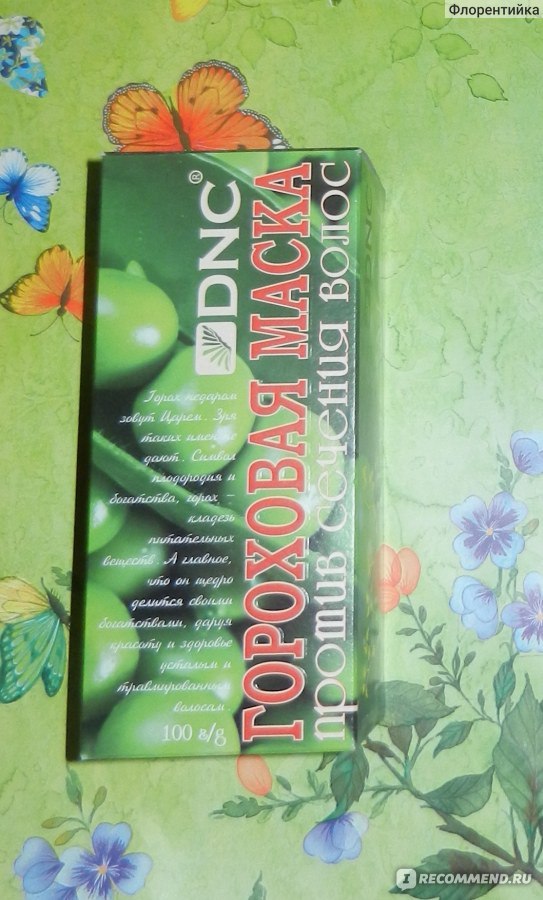 Флорентийка
DNC®
ГОРОХОВАЯ МАСКА
против сечения волос
Горох недаром
зовут Царем. Зря
таких имен не
дают. Символ
плодородия и
богатства, горох –
кладезь
питательных
веществ. А главное,
что он щедро
делится своими
богатствами, даруя
красоту и здоровье
усталым и
травмированным
волосам.
100 г/g
DNC
I RECOMMEND.RU